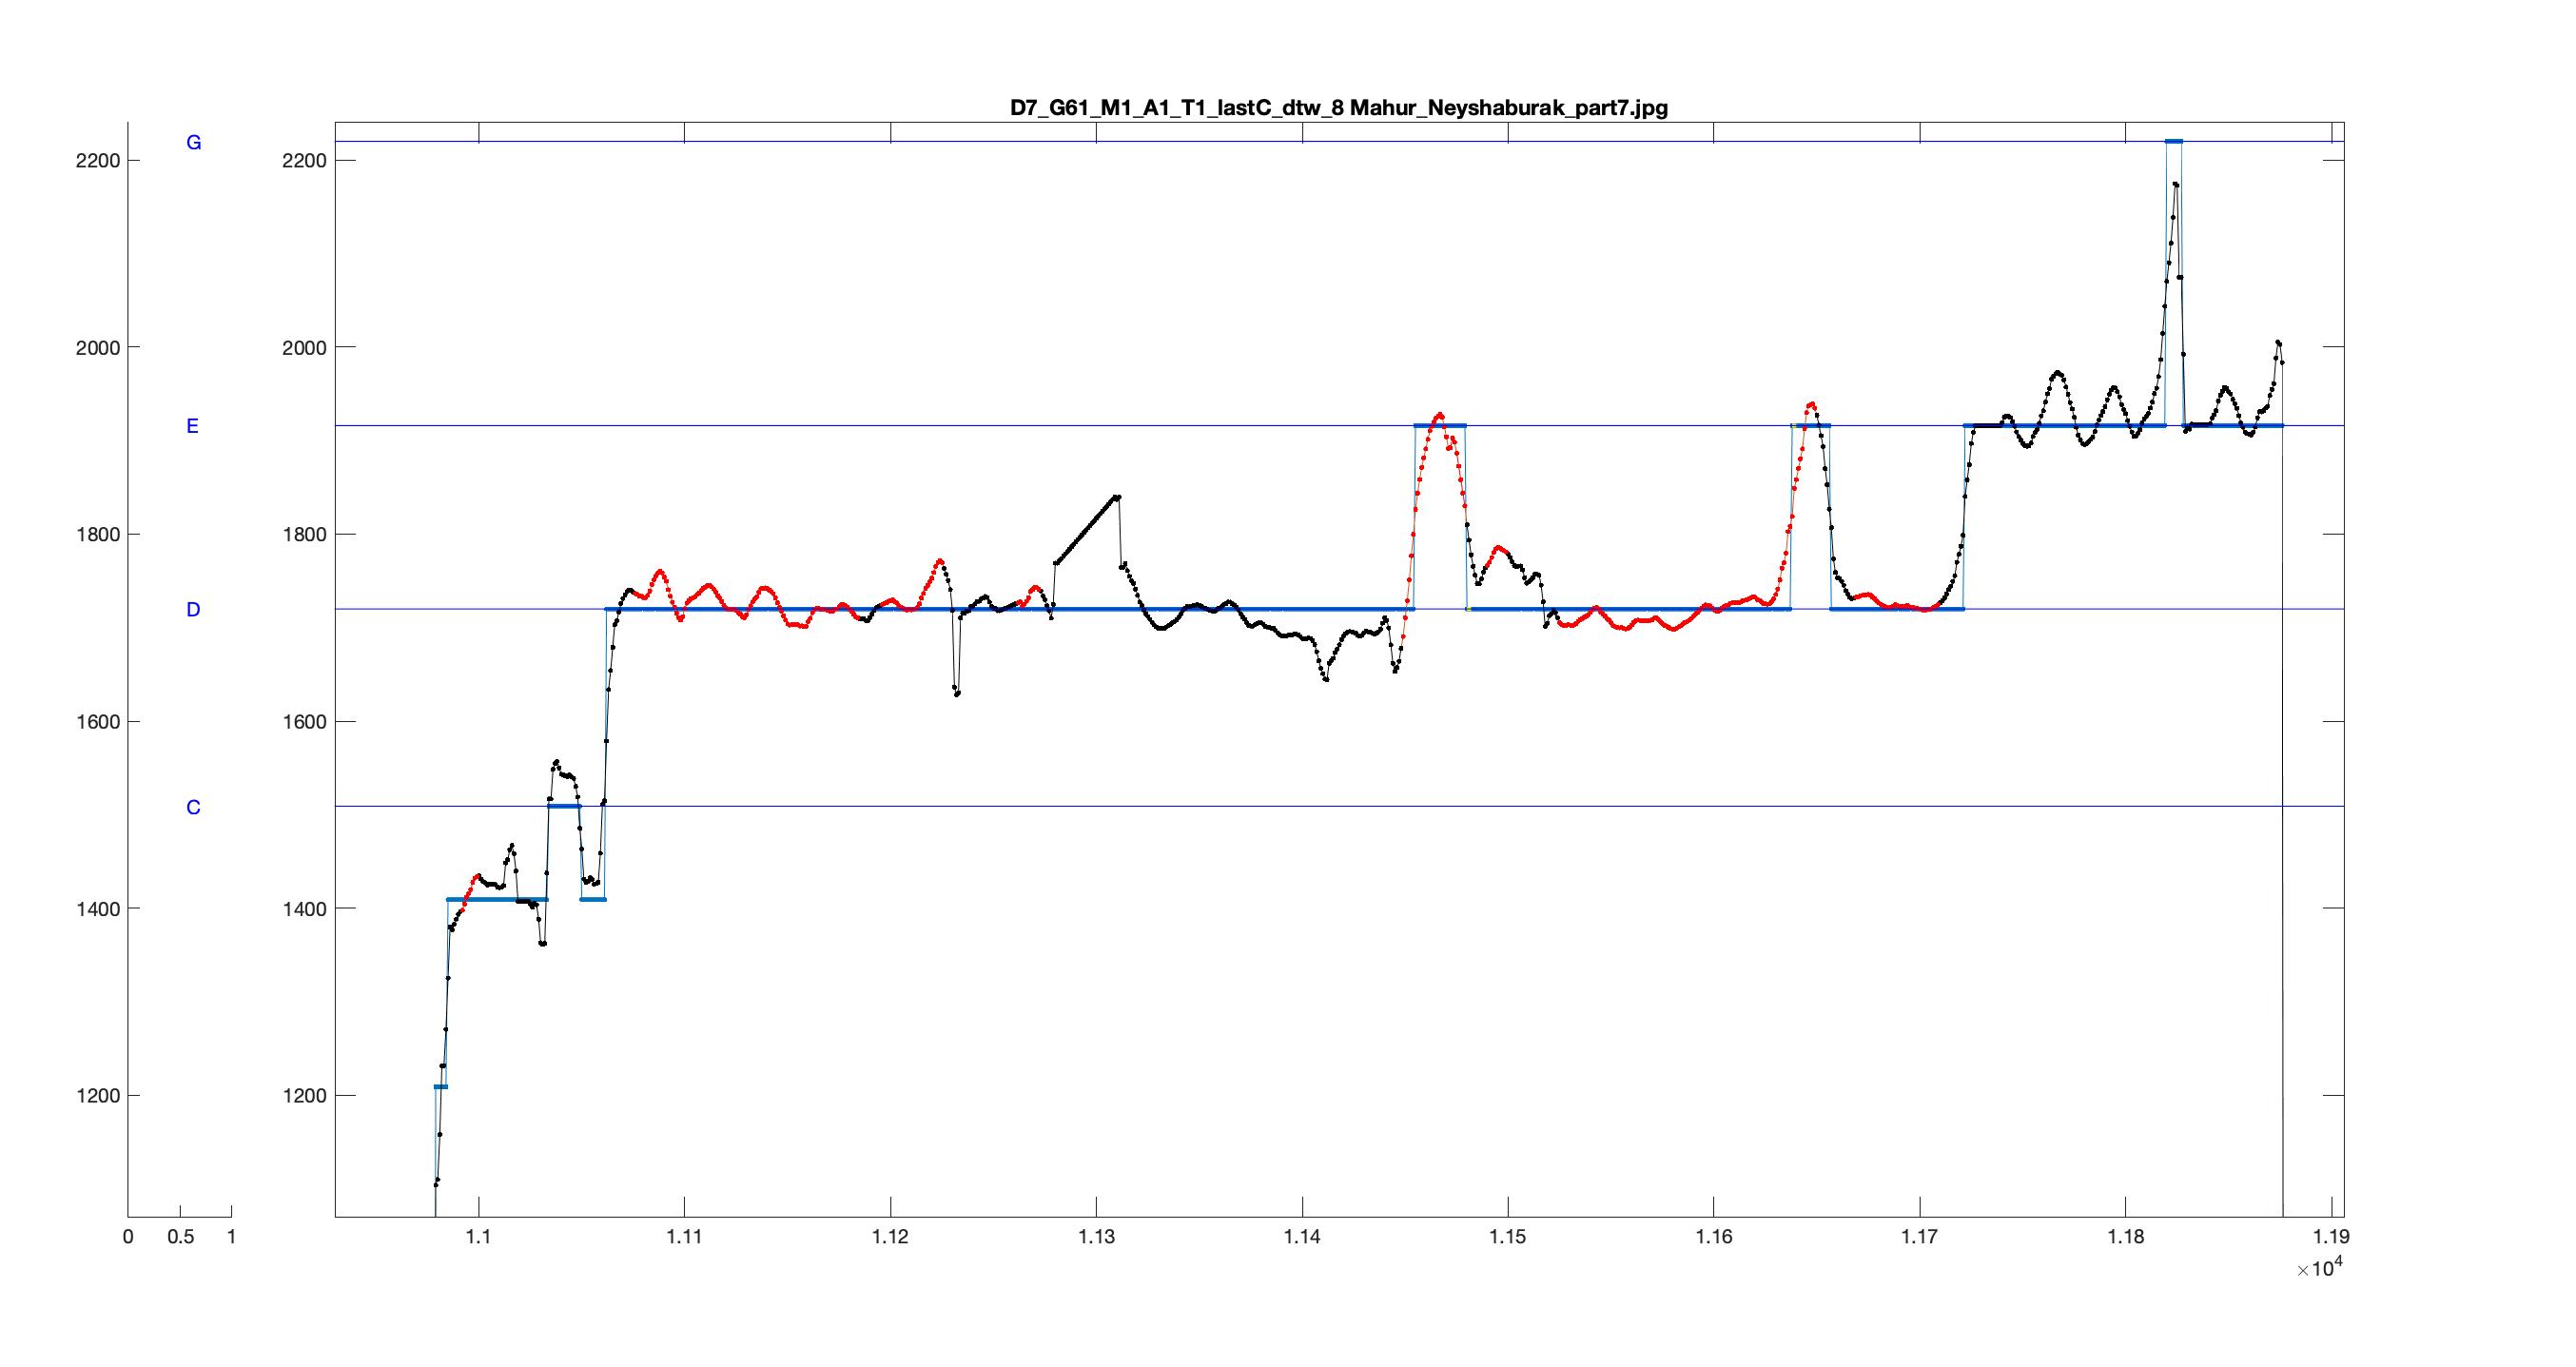 D7_G61_M1_A1_T1_lastC_dtw_8 Mahur_Neyshaburak_part7.jpg
G
2200 2200
2000 2000
E
1800 1800
D
1600 1600
C
1400 1400
1200 1200
0 0.5 1 1.1 1.11 1.12 1.13 1.14 1.15 1.16 1.17 1.18 1.19
×10^4